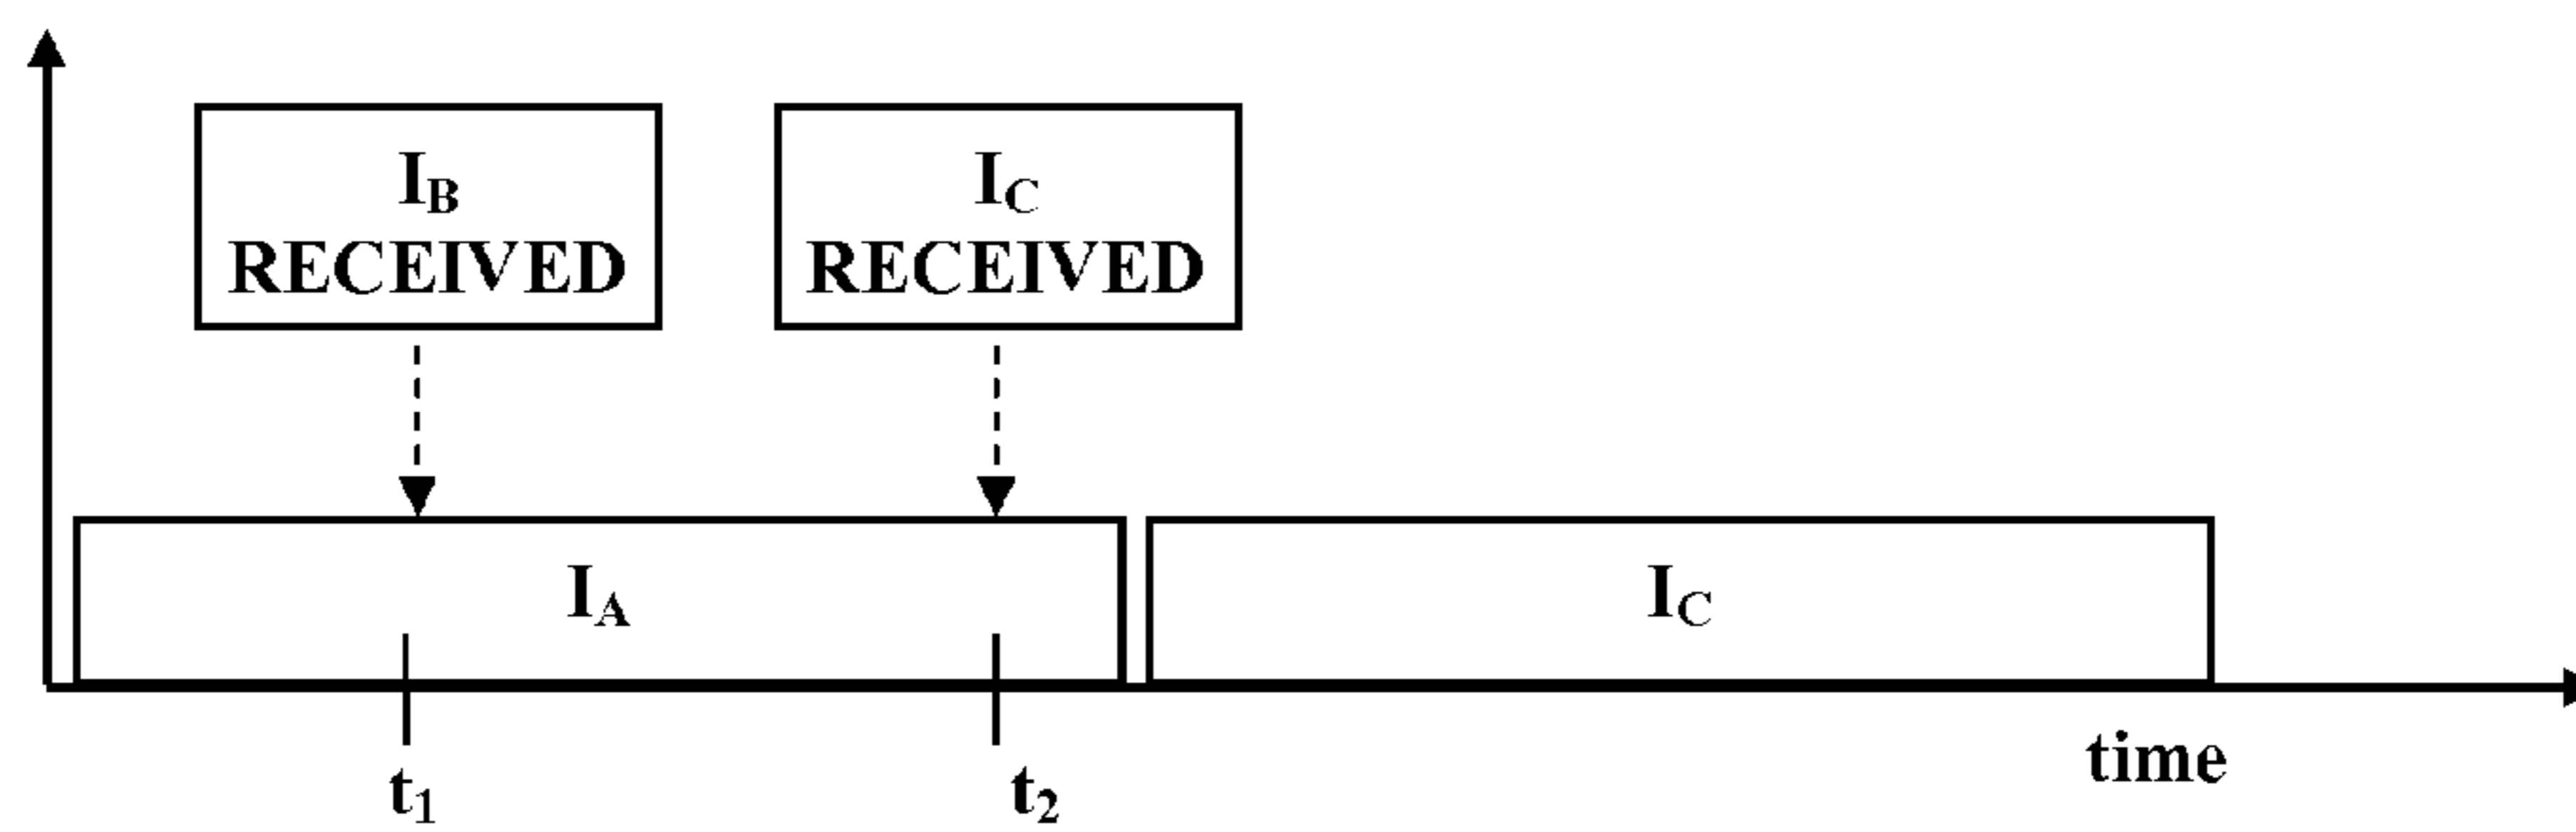 I_B
RECEIVED
I_C
RECEIVED
I_A
I_C
t_1
t_2
time